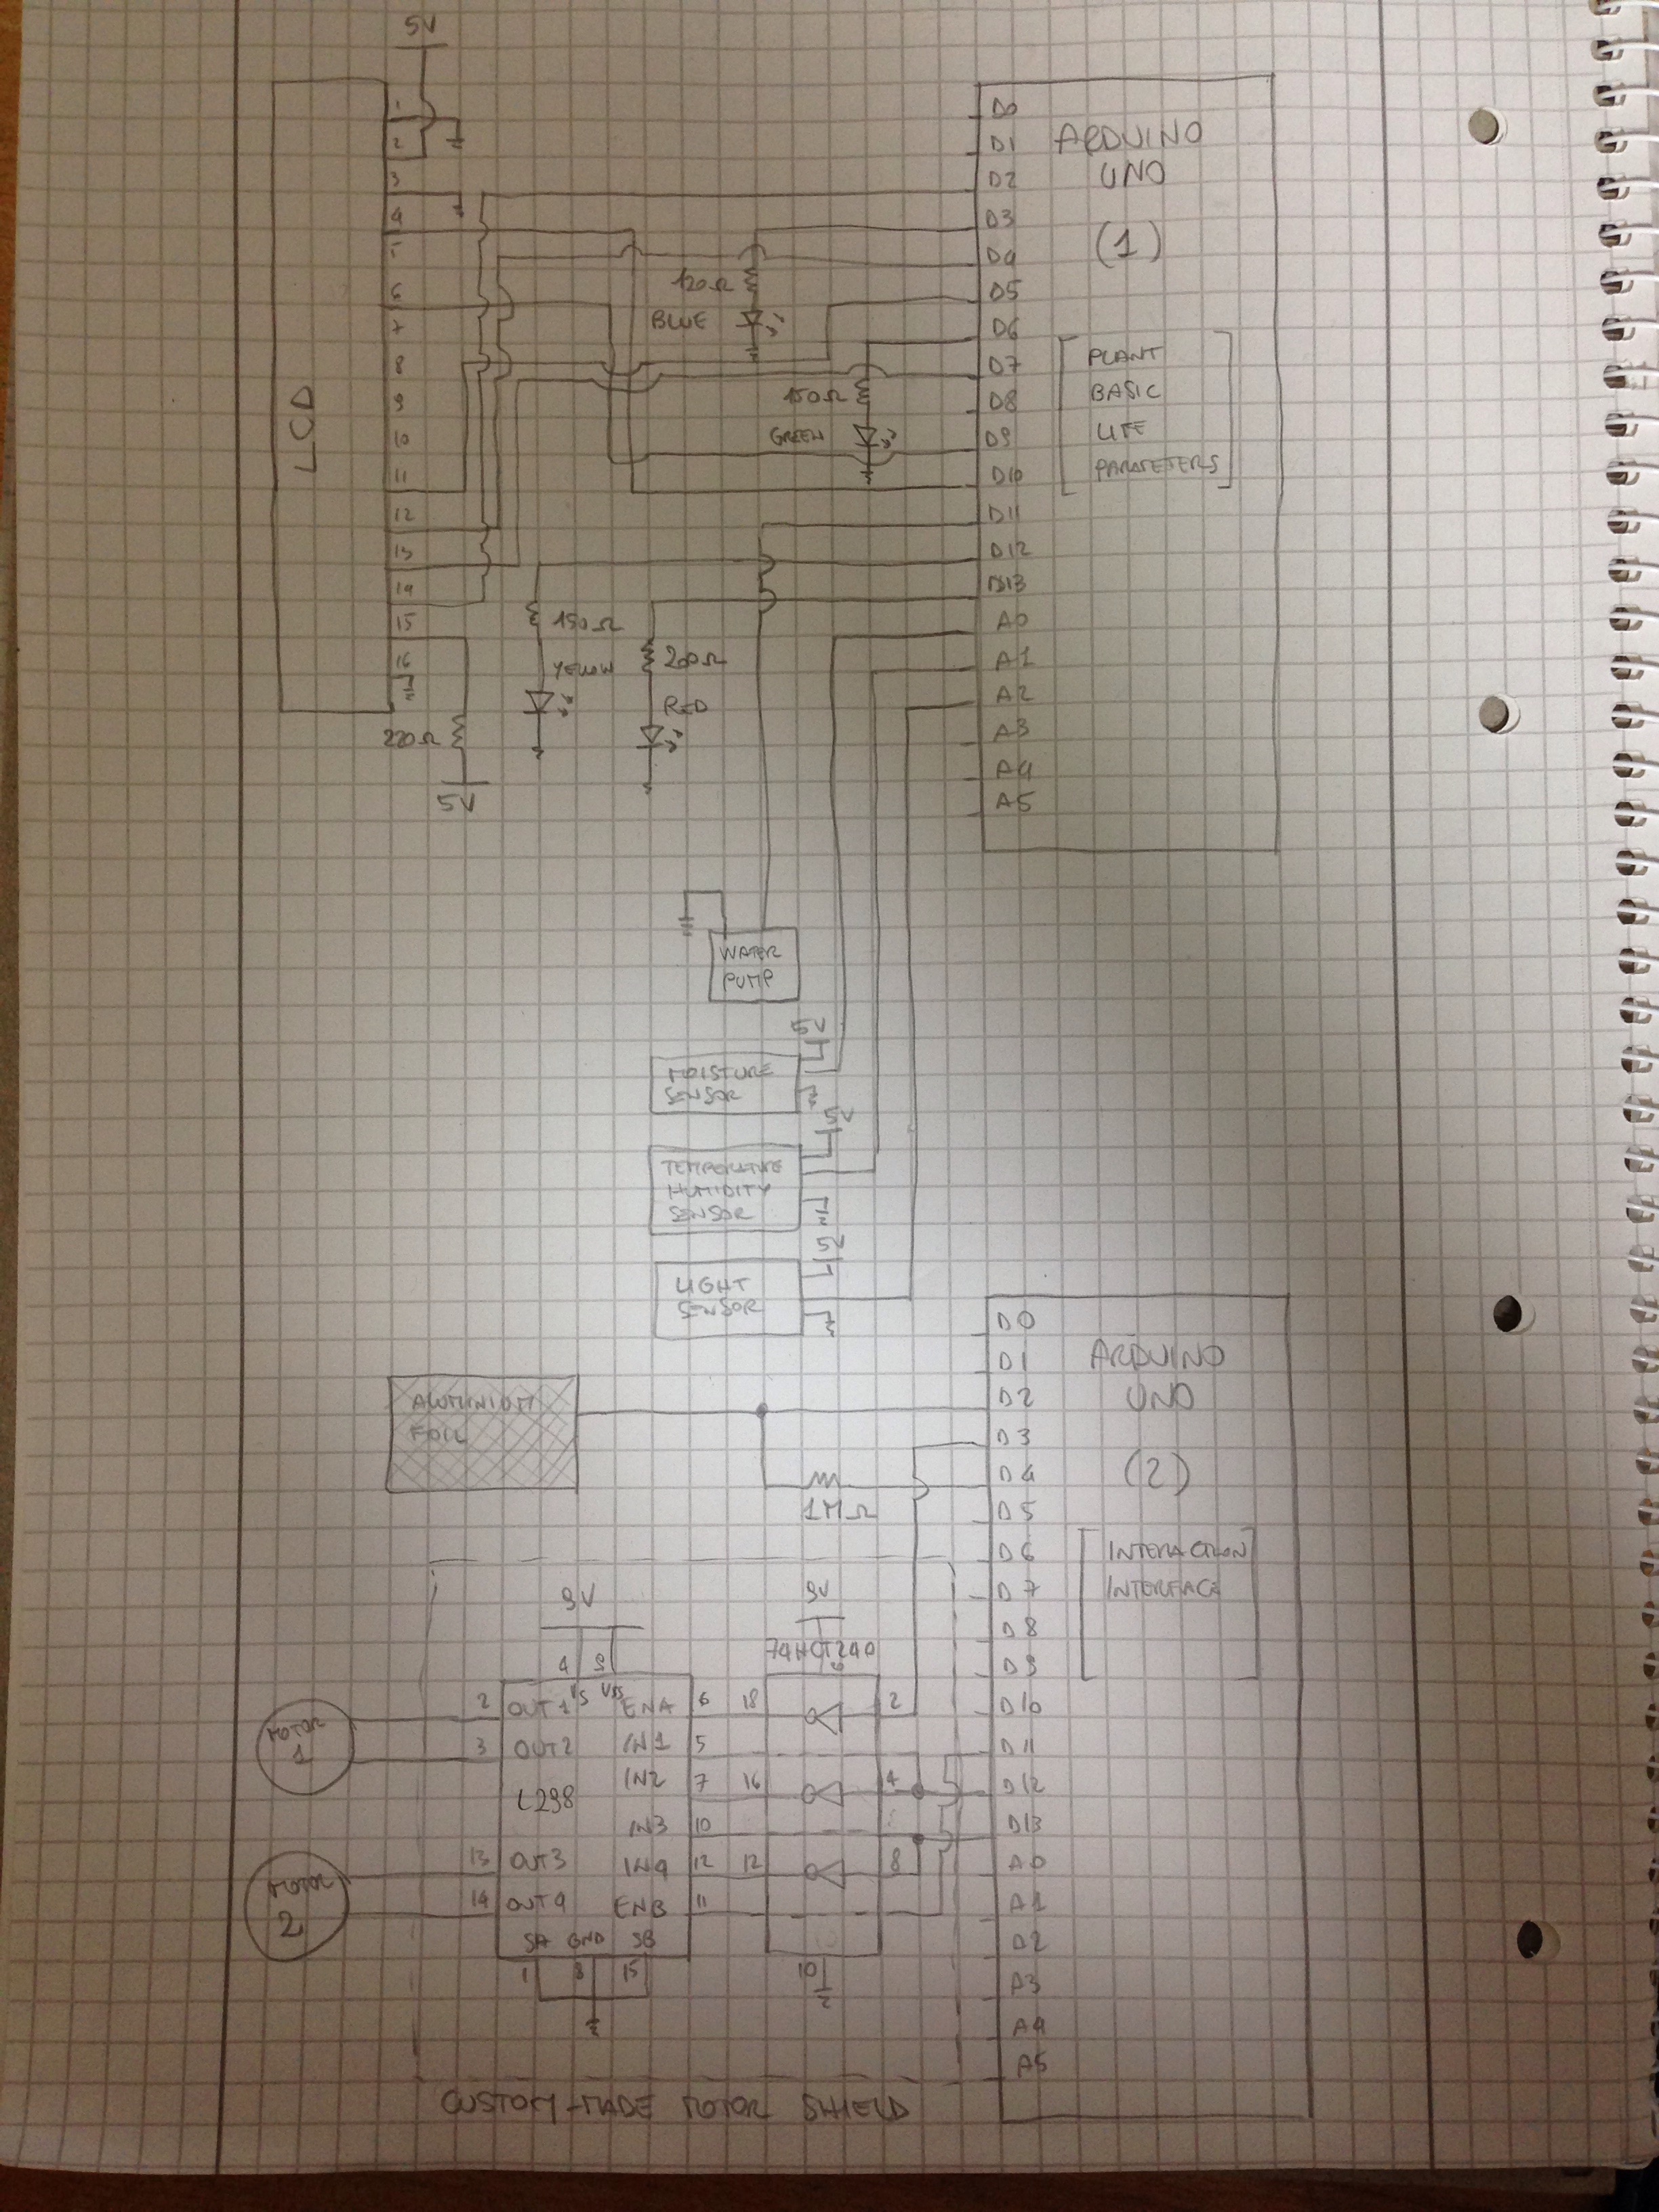 5V
LCD
1
2
3
4
5
6
7
8
9
10
11
12
13
14
15
16
220Ω
5V
120Ω
BLUE
150Ω
GREEN
150Ω
YELLOW
200Ω
RED
D0
D1
D2
D3
D4
D5
D6
D7
D8
D9
D10
D11
D12
D13
A0
A1
A2
A3
A4
A5
ARDUINO
UNO
(1)
PLANT
BASIC
LIFE
PARAMETERS
WATER
PUMP
5V
MOISTURE
SENSOR
5V
TEMPERATURE
HUMIDITY
SENSOR
5V
LIGHT
SENSOR
ALUMINIUM
FOIL
1MΩ
D0
D1
D2
D3
D4
D5
D6
D7
D8
D9
D10
D11
D12
D13
A0
A1
A2
A3
A4
A5
ARDUINO
UNO
(2)
INTERACTION
INTERFACE
9V
4 9
VS VSS
2 OUT1 ENA 6
3 OUT2 IN1 5
IN2 7
L298
IN3 10
13 OUT3 IN4 12
14 OUT4 ENB 11
SA GND SB
1 8 15
MOTOR
1
MOTOR
2
9V
74HCT240
18 2
16 4
12 8
10
CUSTOM-MADE MOTOR SHIELD